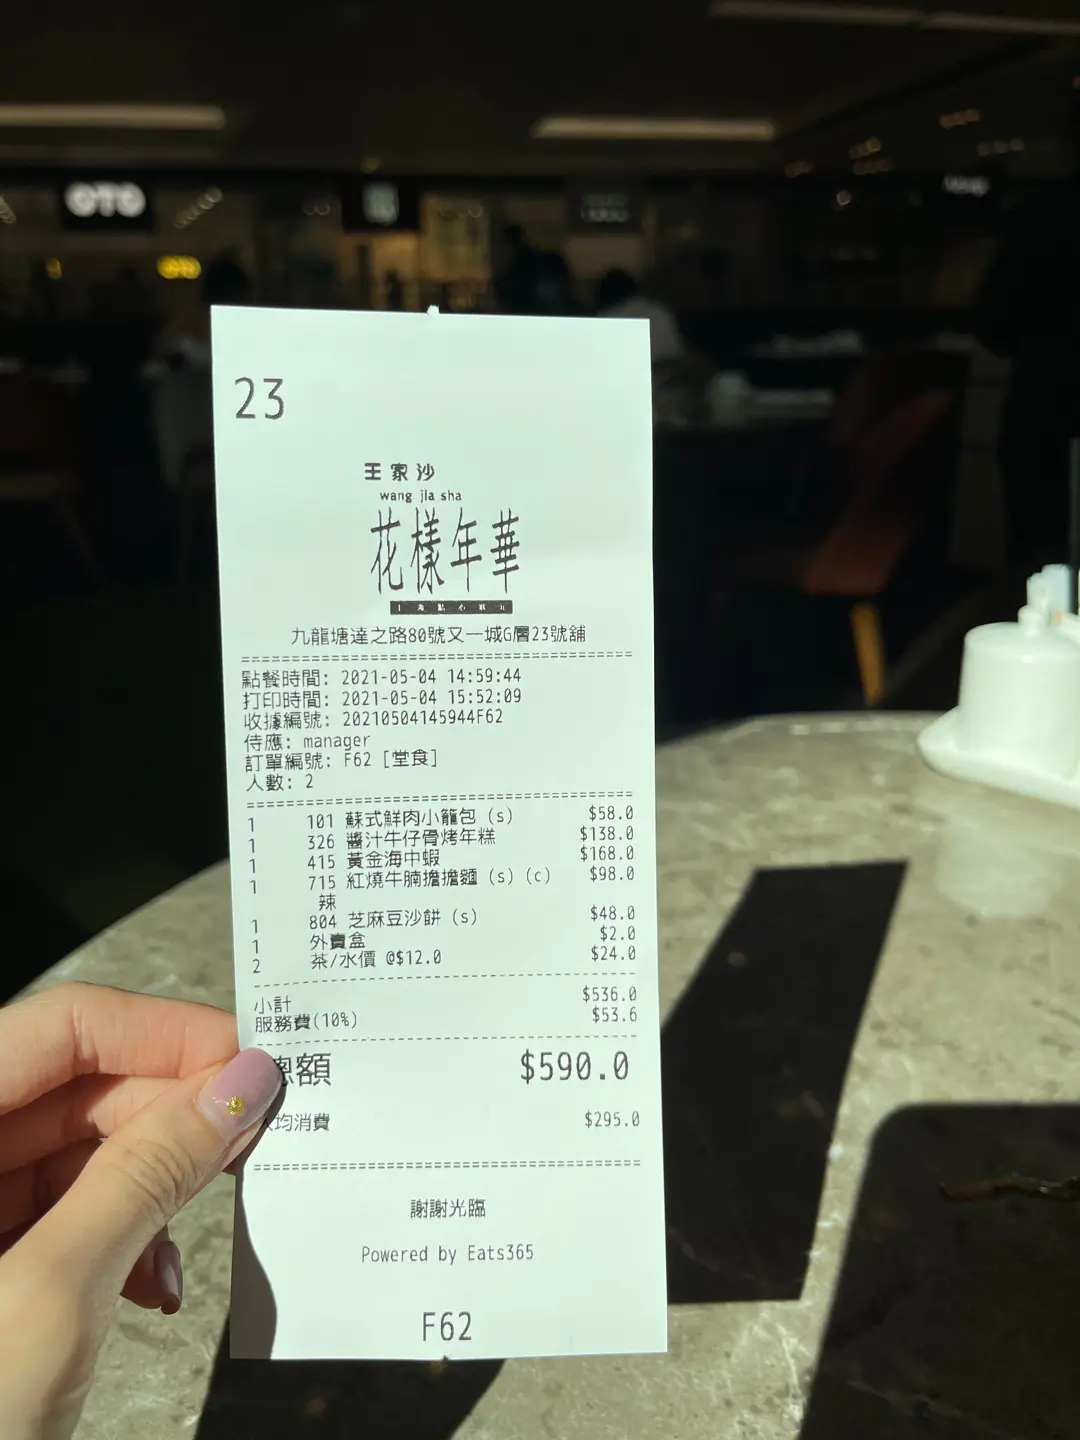 OTO
23
王家沙
wang jia sha
花樣年華
九龍塘達之路80號又一城G層23號舖
點餐時間: 2021-05-04 14:59:44
打印時間: 2021-05-04 15:52:09
收據編號: 20210504145944F62
侍應: manager
訂單編號: F62 [堂食]
人數: 2
1 101 蘇式鮮肉小籠包 (s) $58.0
1 326 醬汁牛仔骨烤年糕 $138.0
1 415 黃金海中蝦 $168.0
1 715 紅燒牛腩擔擔麵 (s) (c) $98.0
辣
1 804 芝麻豆沙餅 (s) $48.0
1 外賣盒 $2.0
2 茶/水價 @$12.0 $24.0
小計 $536.0
服務費(10%) $53.6
總額 $590.0
人均消費 $295.0
謝謝光臨
Powered by Eats365
F62